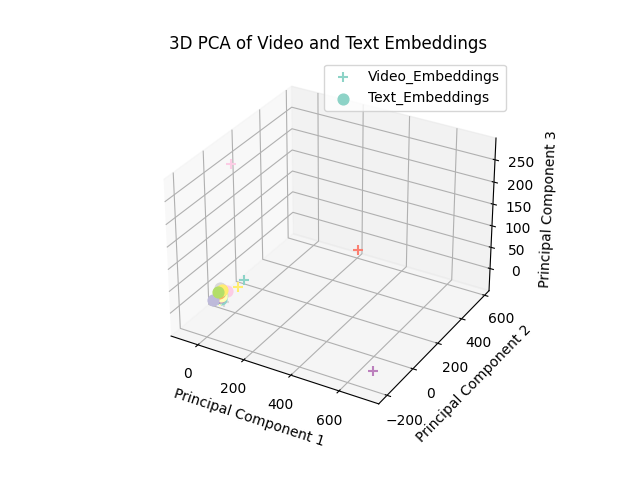 3D PCA of Video and Text Embeddings
Video_Embeddings
Text_Embeddings
250
200
150
100
50
0
Principal Component 3
600
400
200
0
−200
Principal Component 2
0
200
400
600
Principal Component 1